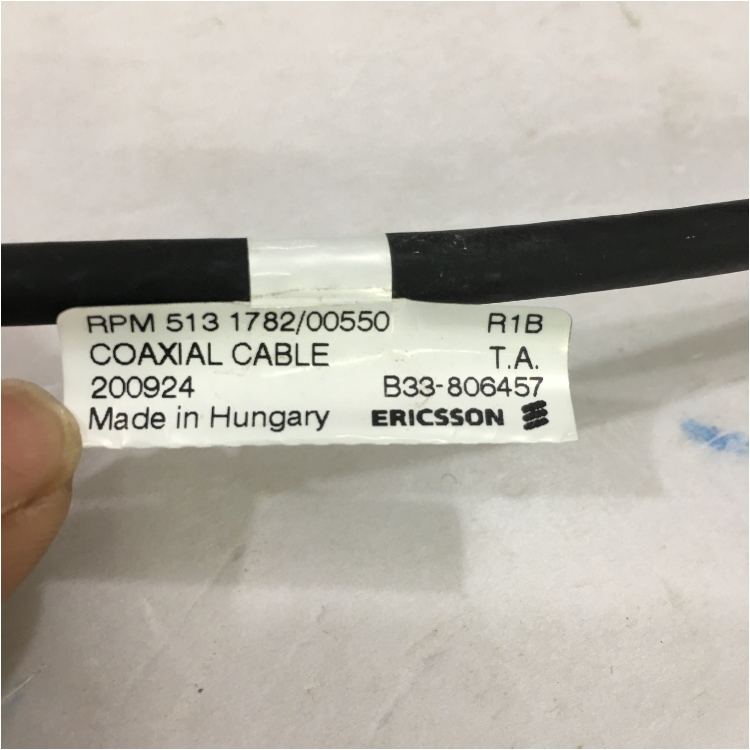 RPM 513 1782/00550 R1B
COAXIAL CABLE T.A.
200924 B33-806457
Made in Hungary ERICSSON